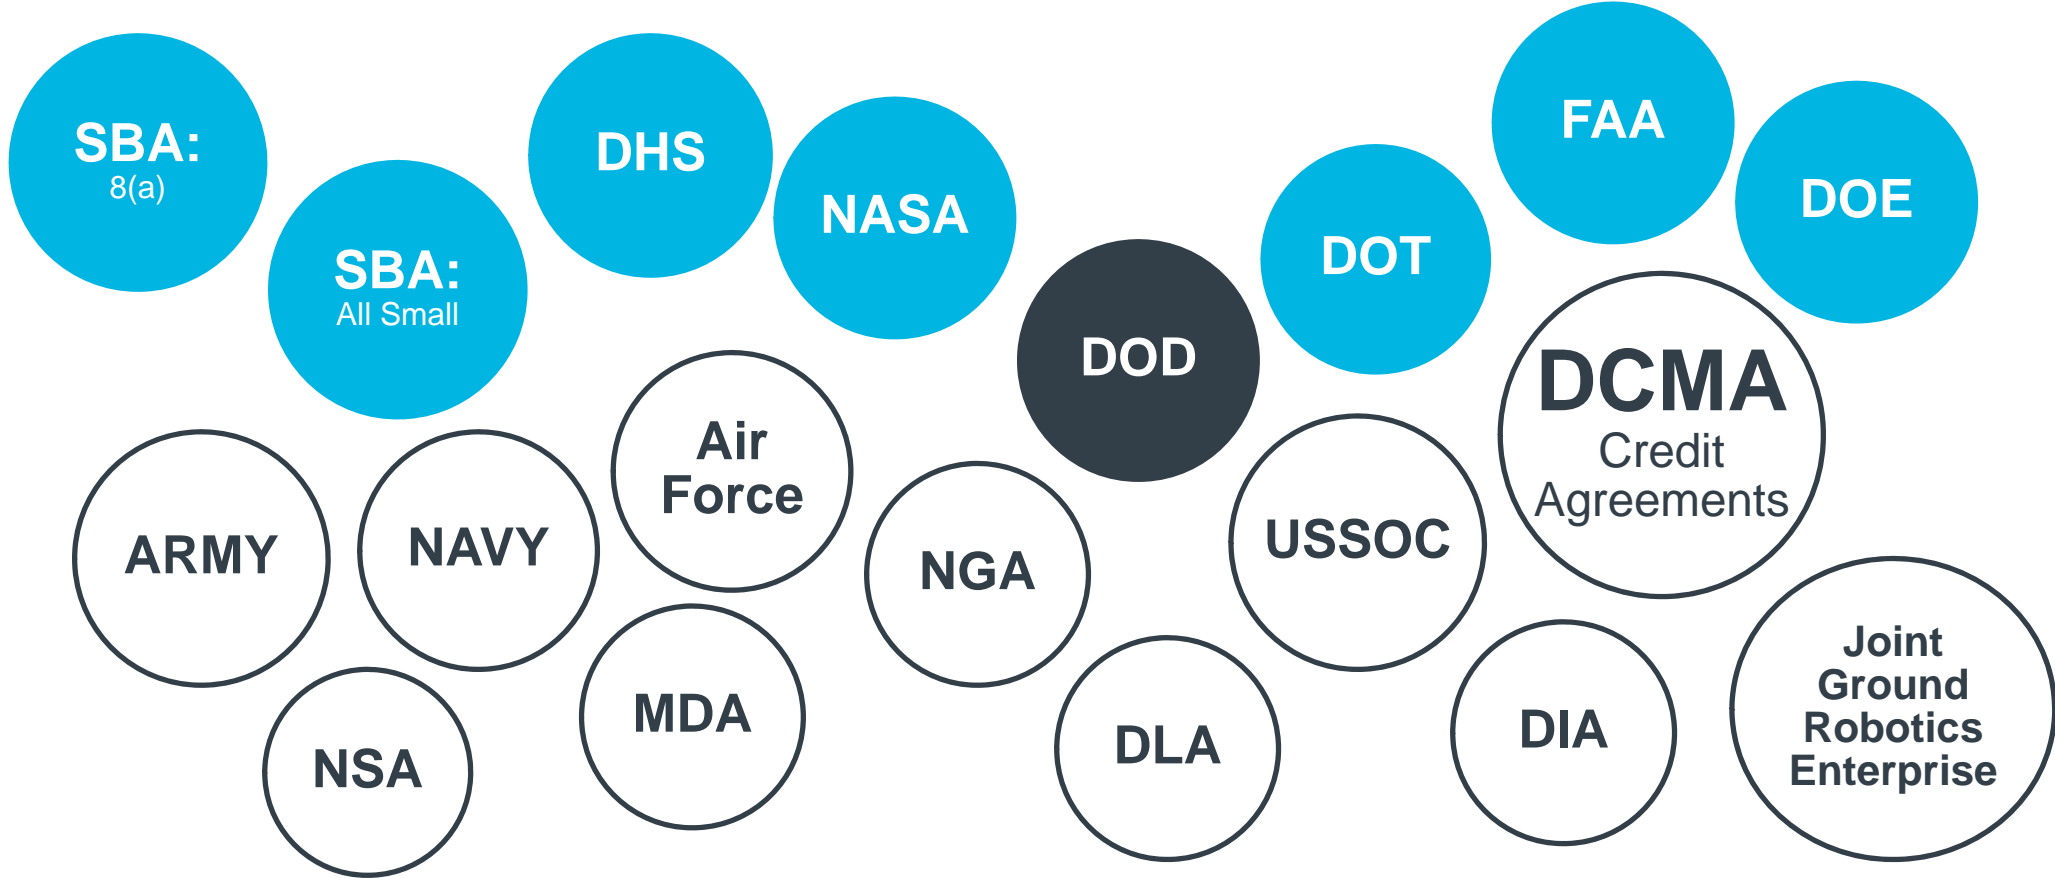 SBA:
8(a)
SBA:
All Small
DHS
NASA
DOD
DOT
FAA
DOE
DCMA
Credit
Agreements
ARMY
NAVY
Air
Force
NGA
USSOC
NSA
MDA
DLA
DIA
Joint
Ground
Robotics
Enterprise